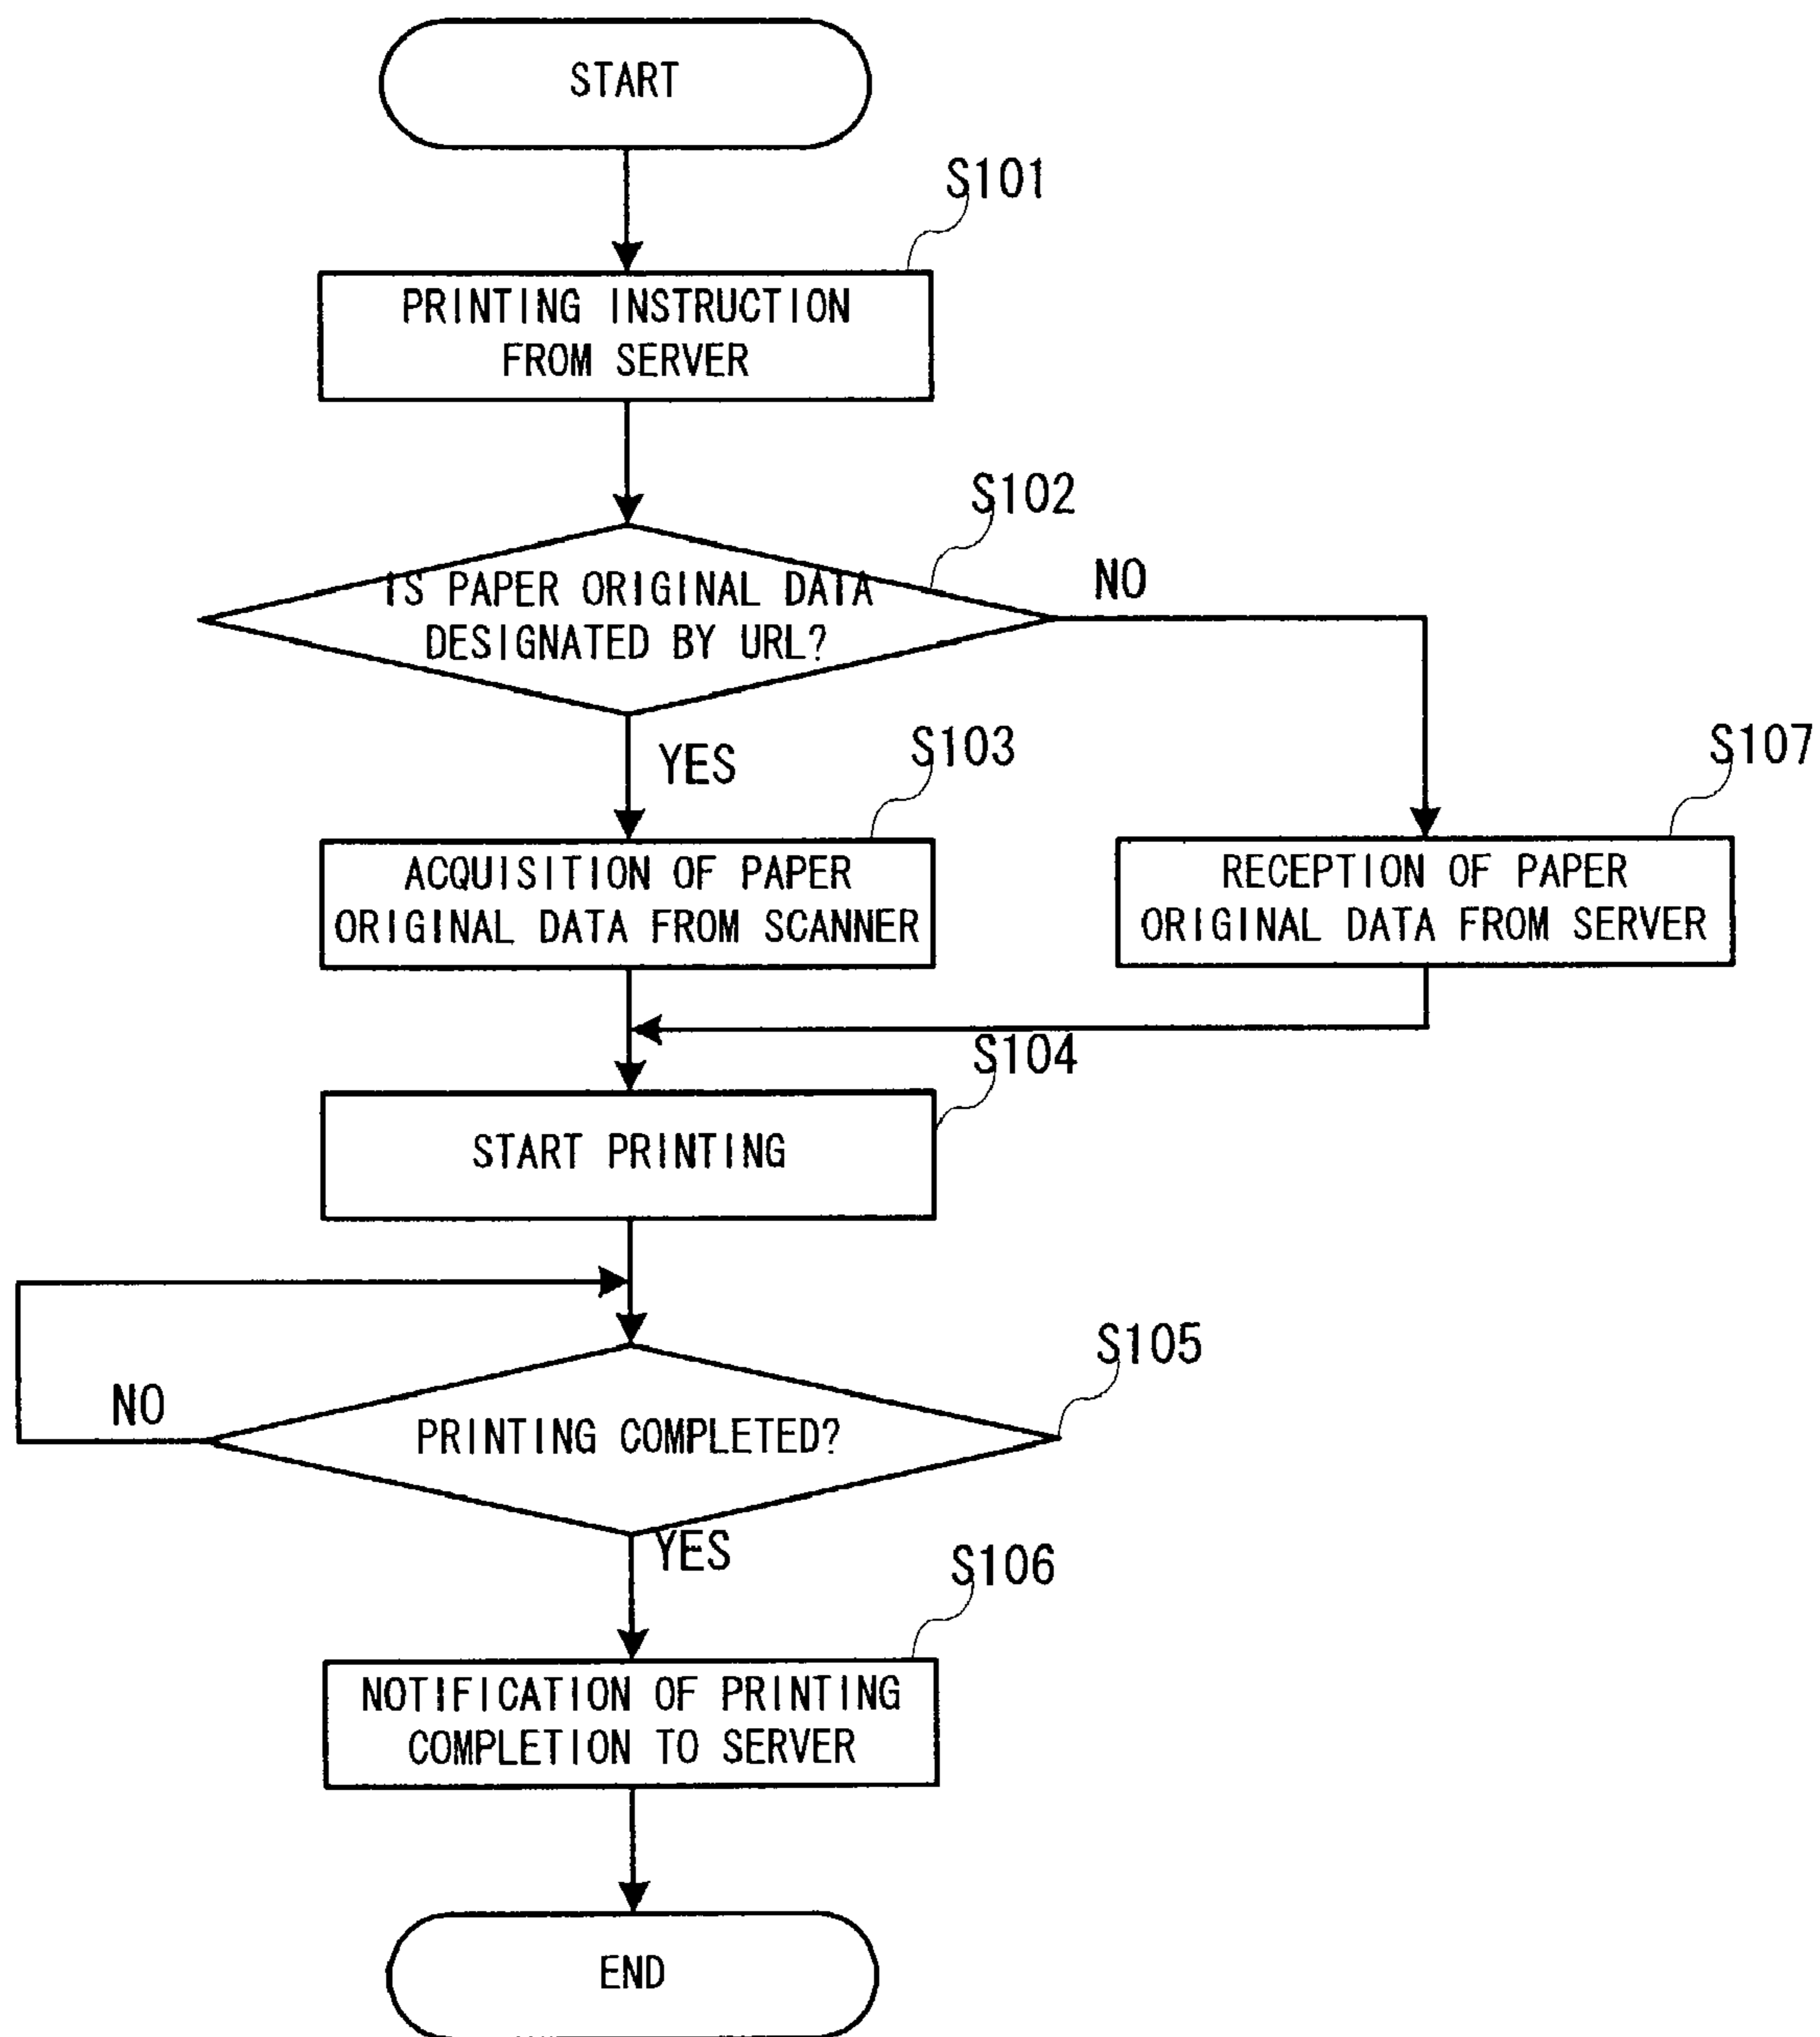 START
S101
PRINTING INSTRUCTION
FROM SERVER
S102
IS PAPER ORIGINAL DATA
DESIGNATED BY URL?
NO
YES
S103
ACQUISITION OF PAPER
ORIGINAL DATA FROM SCANNER
S107
RECEPTION OF PAPER
ORIGINAL DATA FROM SERVER
S104
START PRINTING
S105
PRINTING COMPLETED?
NO
YES
S106
NOTIFICATION OF PRINTING
COMPLETION TO SERVER
END